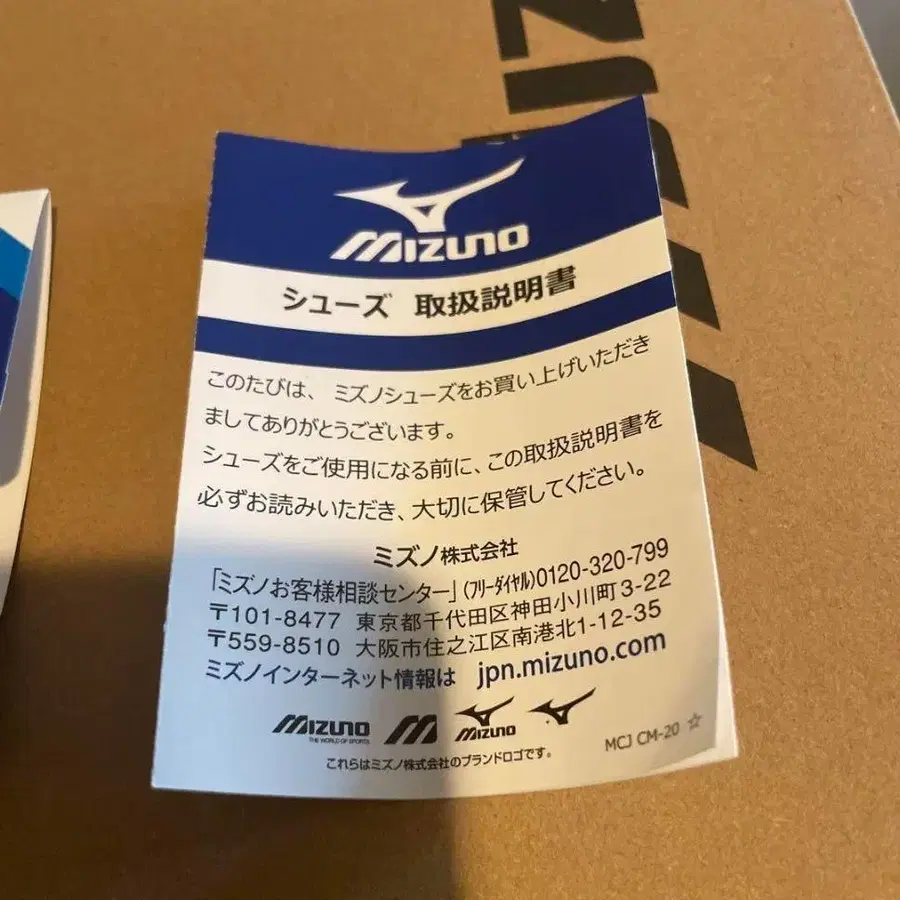 MIZUNO
シューズ 取扱説明書
このたびは、ミズノシューズをお買い上げいただき
ましてありがとうございます。
シューズをご使用になる前に、この取扱説明書を
必ずお読みいただき、大切に保管してください。
ミズノ株式会社
「ミズノお客様相談センター」(フリーダイヤル)0120-320-799
〒101-8477 東京都千代田区神田小川町3-22
〒559-8510 大阪市住之江区南港北1-12-35
ミズノインターネット情報は jpn.mizuno.com
MIZUNO
THE WORLD OF SPORTS
MIZUNO
これらはミズノ株式会社のブランドロゴです。
MCJ CM-20 ☆